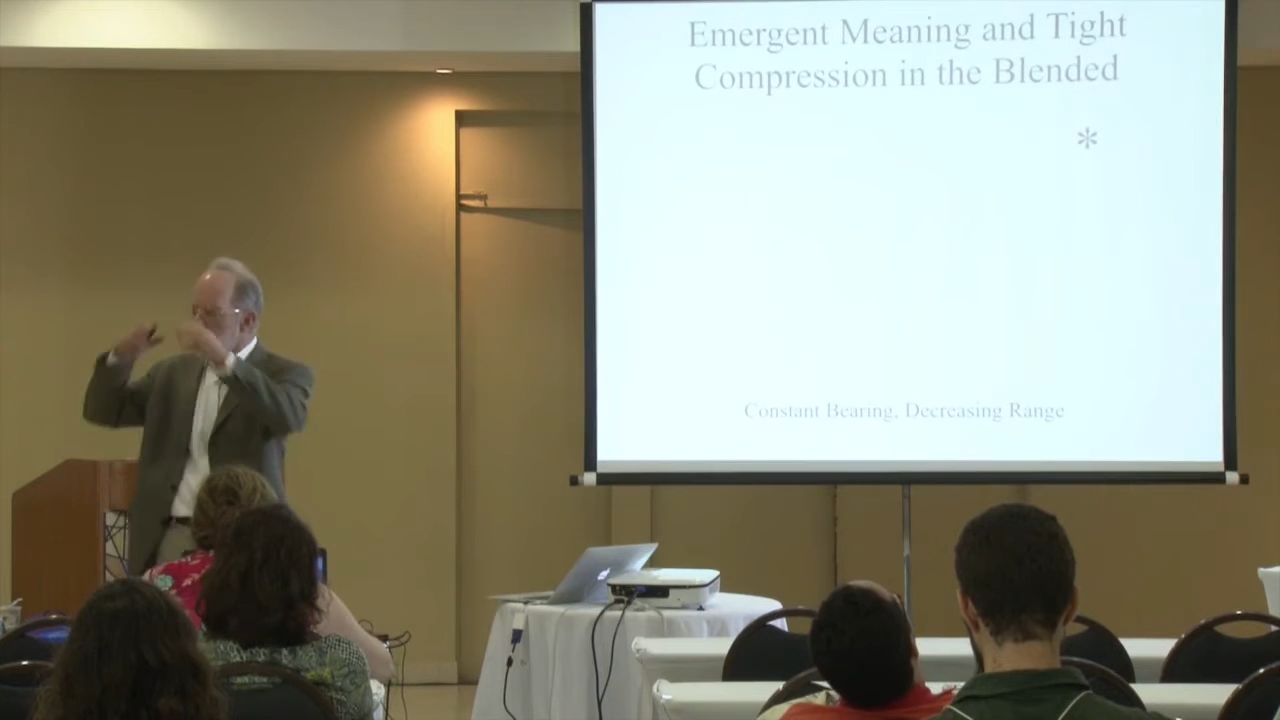 Emergent Meaning and Tight
Compression in the Blended
*
Constant Bearing, Decreasing Range